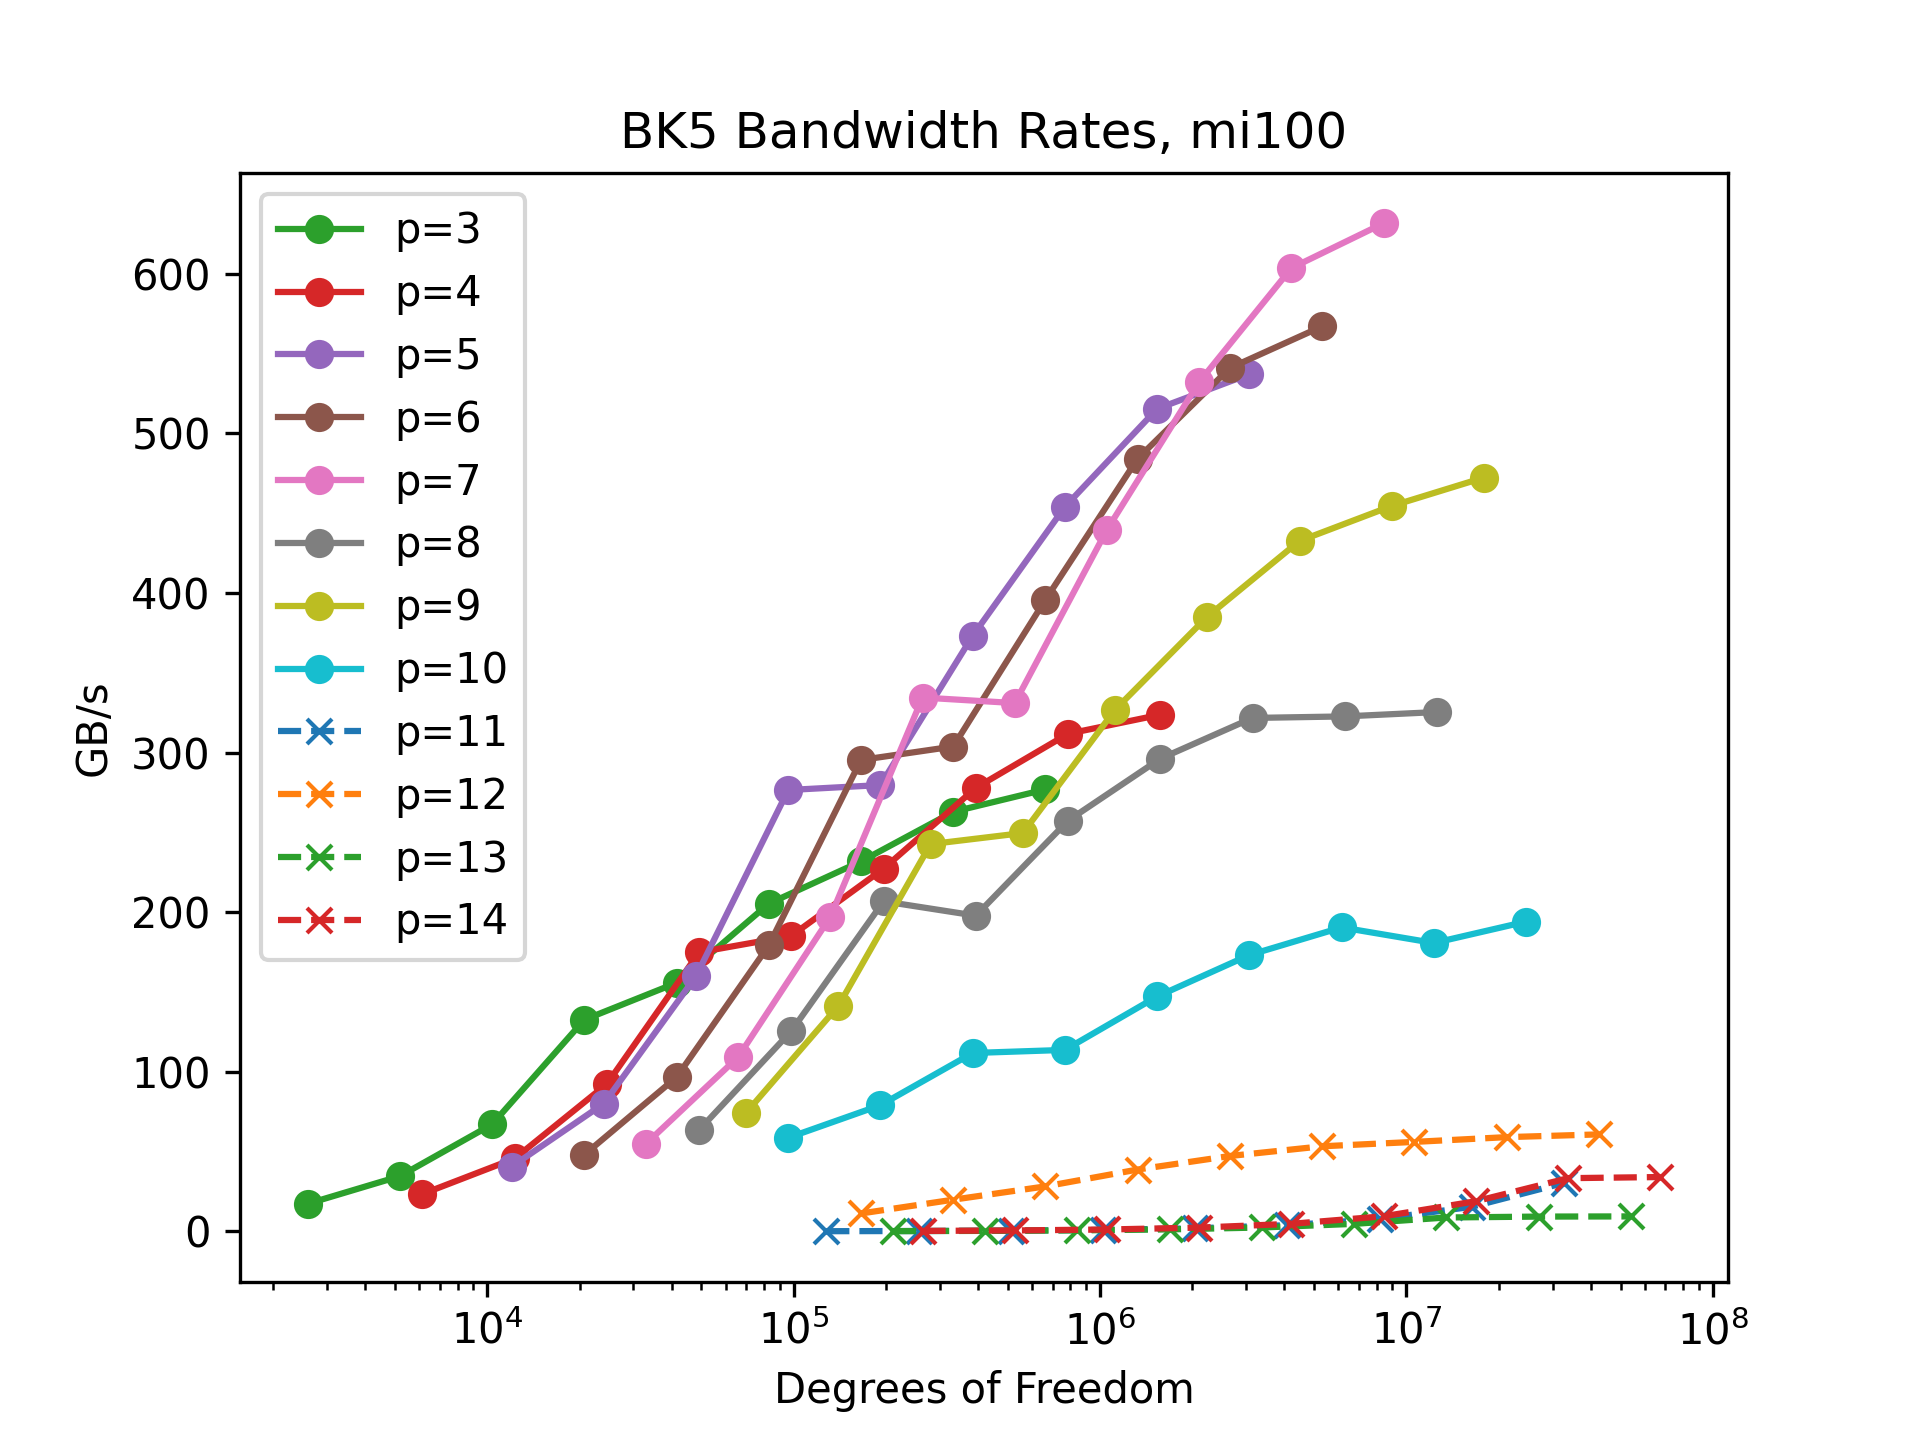 BK5 Bandwidth Rates, mi100
p=3
p=4
p=5
p=6
p=7
p=8
p=9
p=10
p=11
p=12
p=13
p=14
GB/s
600
500
400
300
200
100
0
10⁴ 10⁵ 10⁶ 10⁷ 10⁸
Degrees of Freedom